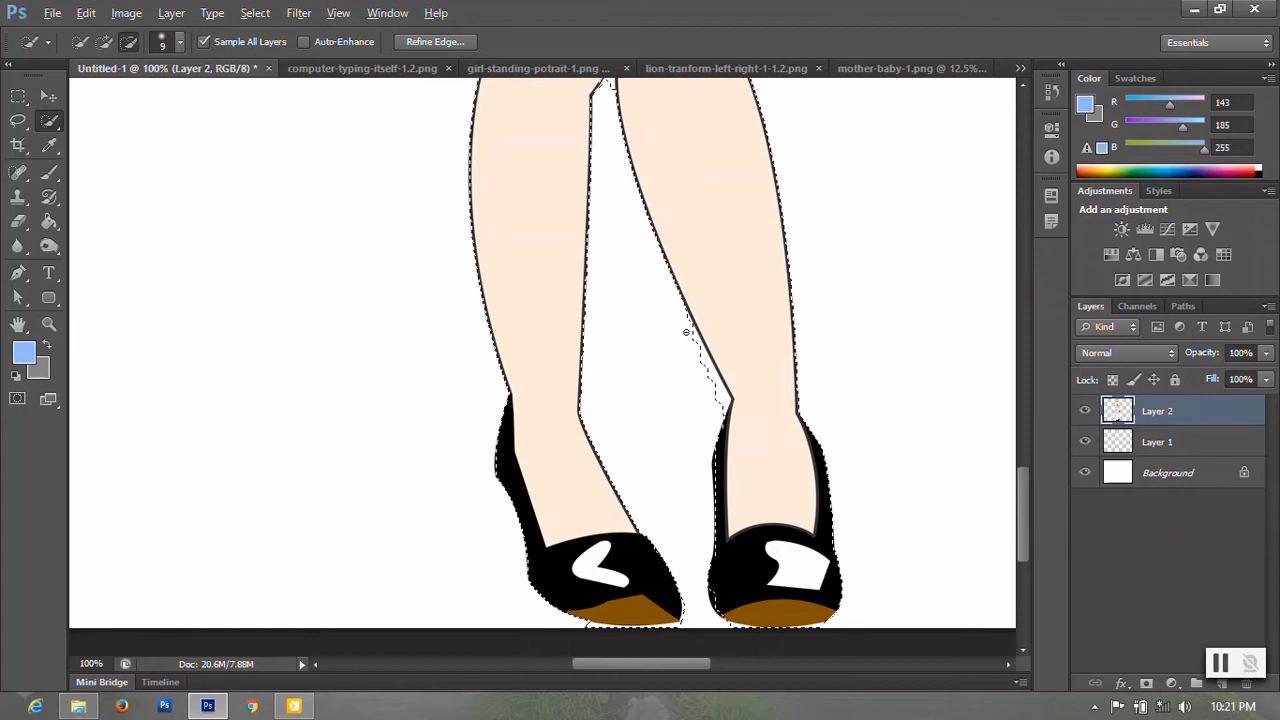 Ps File Edit Image Layer Type Select Filter View Window Help
9 Sample All Layers Auto-Enhance Refine Edge... Essentials
Untitled-1 @ 100% (Layer 2, RGB/8) * × computer-typing-itself-1.2.png × girl-standing-potrait-1.png ... × lion-tranform-left-right-1-1.2.png × mother-baby-1.png @ 12.5%... »
Color Swatches
R 143
G 185
B 255
Adjustments Styles
Add an adjustment
Layers Channels Paths
Kind
Normal Opacity: 100%
Lock: Fill: 100%
Layer 2
Layer 1
Background
100% Doc: 20.6M/7.88M
Mini Bridge Timeline
Ps Ps 10:21 PM